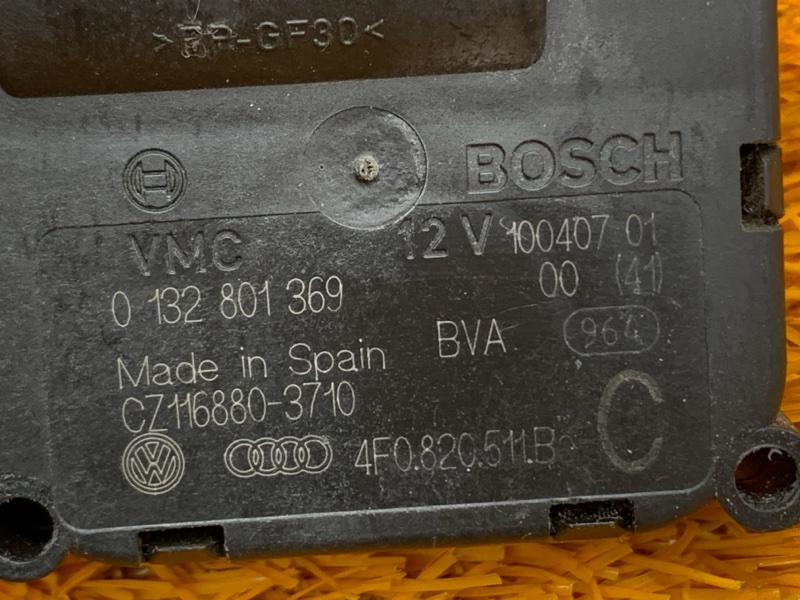 >PP-GF30<
BOSCH
VMC 12 V 100407 01
0 132 801 369 00 (41)
Made in Spain BVA 964
CZ116880-3710 C
4F0.820.511.B